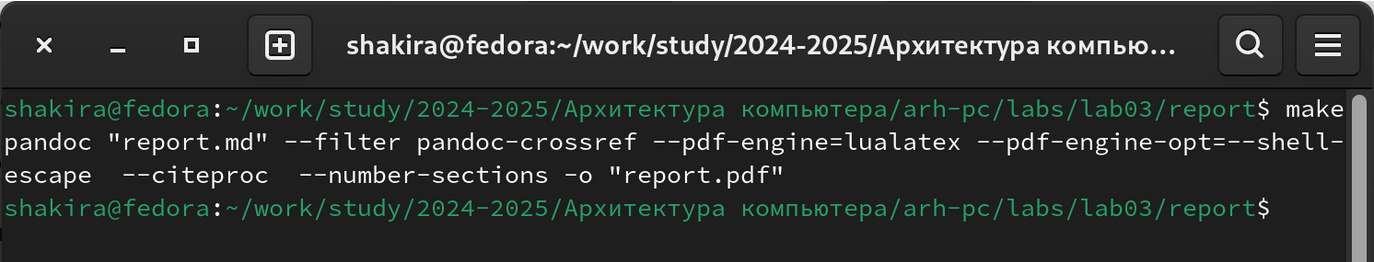 shakira@fedora:~/work/study/2024-2025/Архитектура компью…
shakira@fedora:~/work/study/2024-2025/Архитектура компьютера/arh-pc/labs/lab03/report$ make
pandoc "report.md" --filter pandoc-crossref --pdf-engine=lualatex --pdf-engine-opt=--shell-
escape  --citeproc  --number-sections -o "report.pdf"
shakira@fedora:~/work/study/2024-2025/Архитектура компьютера/arh-pc/labs/lab03/report$